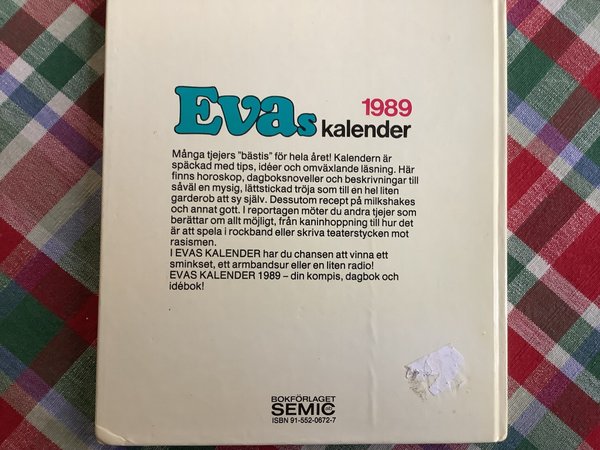 EVAs 1989
kalender
Många tjejers "bästis" för hela året! Kalendern är
späckad med tips, idéer och omväxlande läsning. Här
finns horoskop, dagboksnoveller och beskrivningar till
såväl en mysig, lättstickad tröja som till en hel liten
garderob att sy själv. Dessutom recept på milkshakes
och annat gott. I reportagen möter du andra tjejer som
berättar om allt möjligt, från kaninhoppning till hur det
är att spela i rockband eller skriva teaterstycken mot
rasismen.
I EVAS KALENDER har du chansen att vinna ett
sminkset, ett armbandsur eller en liten radio!
EVAS KALENDER 1989 – din kompis, dagbok och
idébok!
BOKFÖRLAGET
SEMIC
ISBN 91-552-0672-7